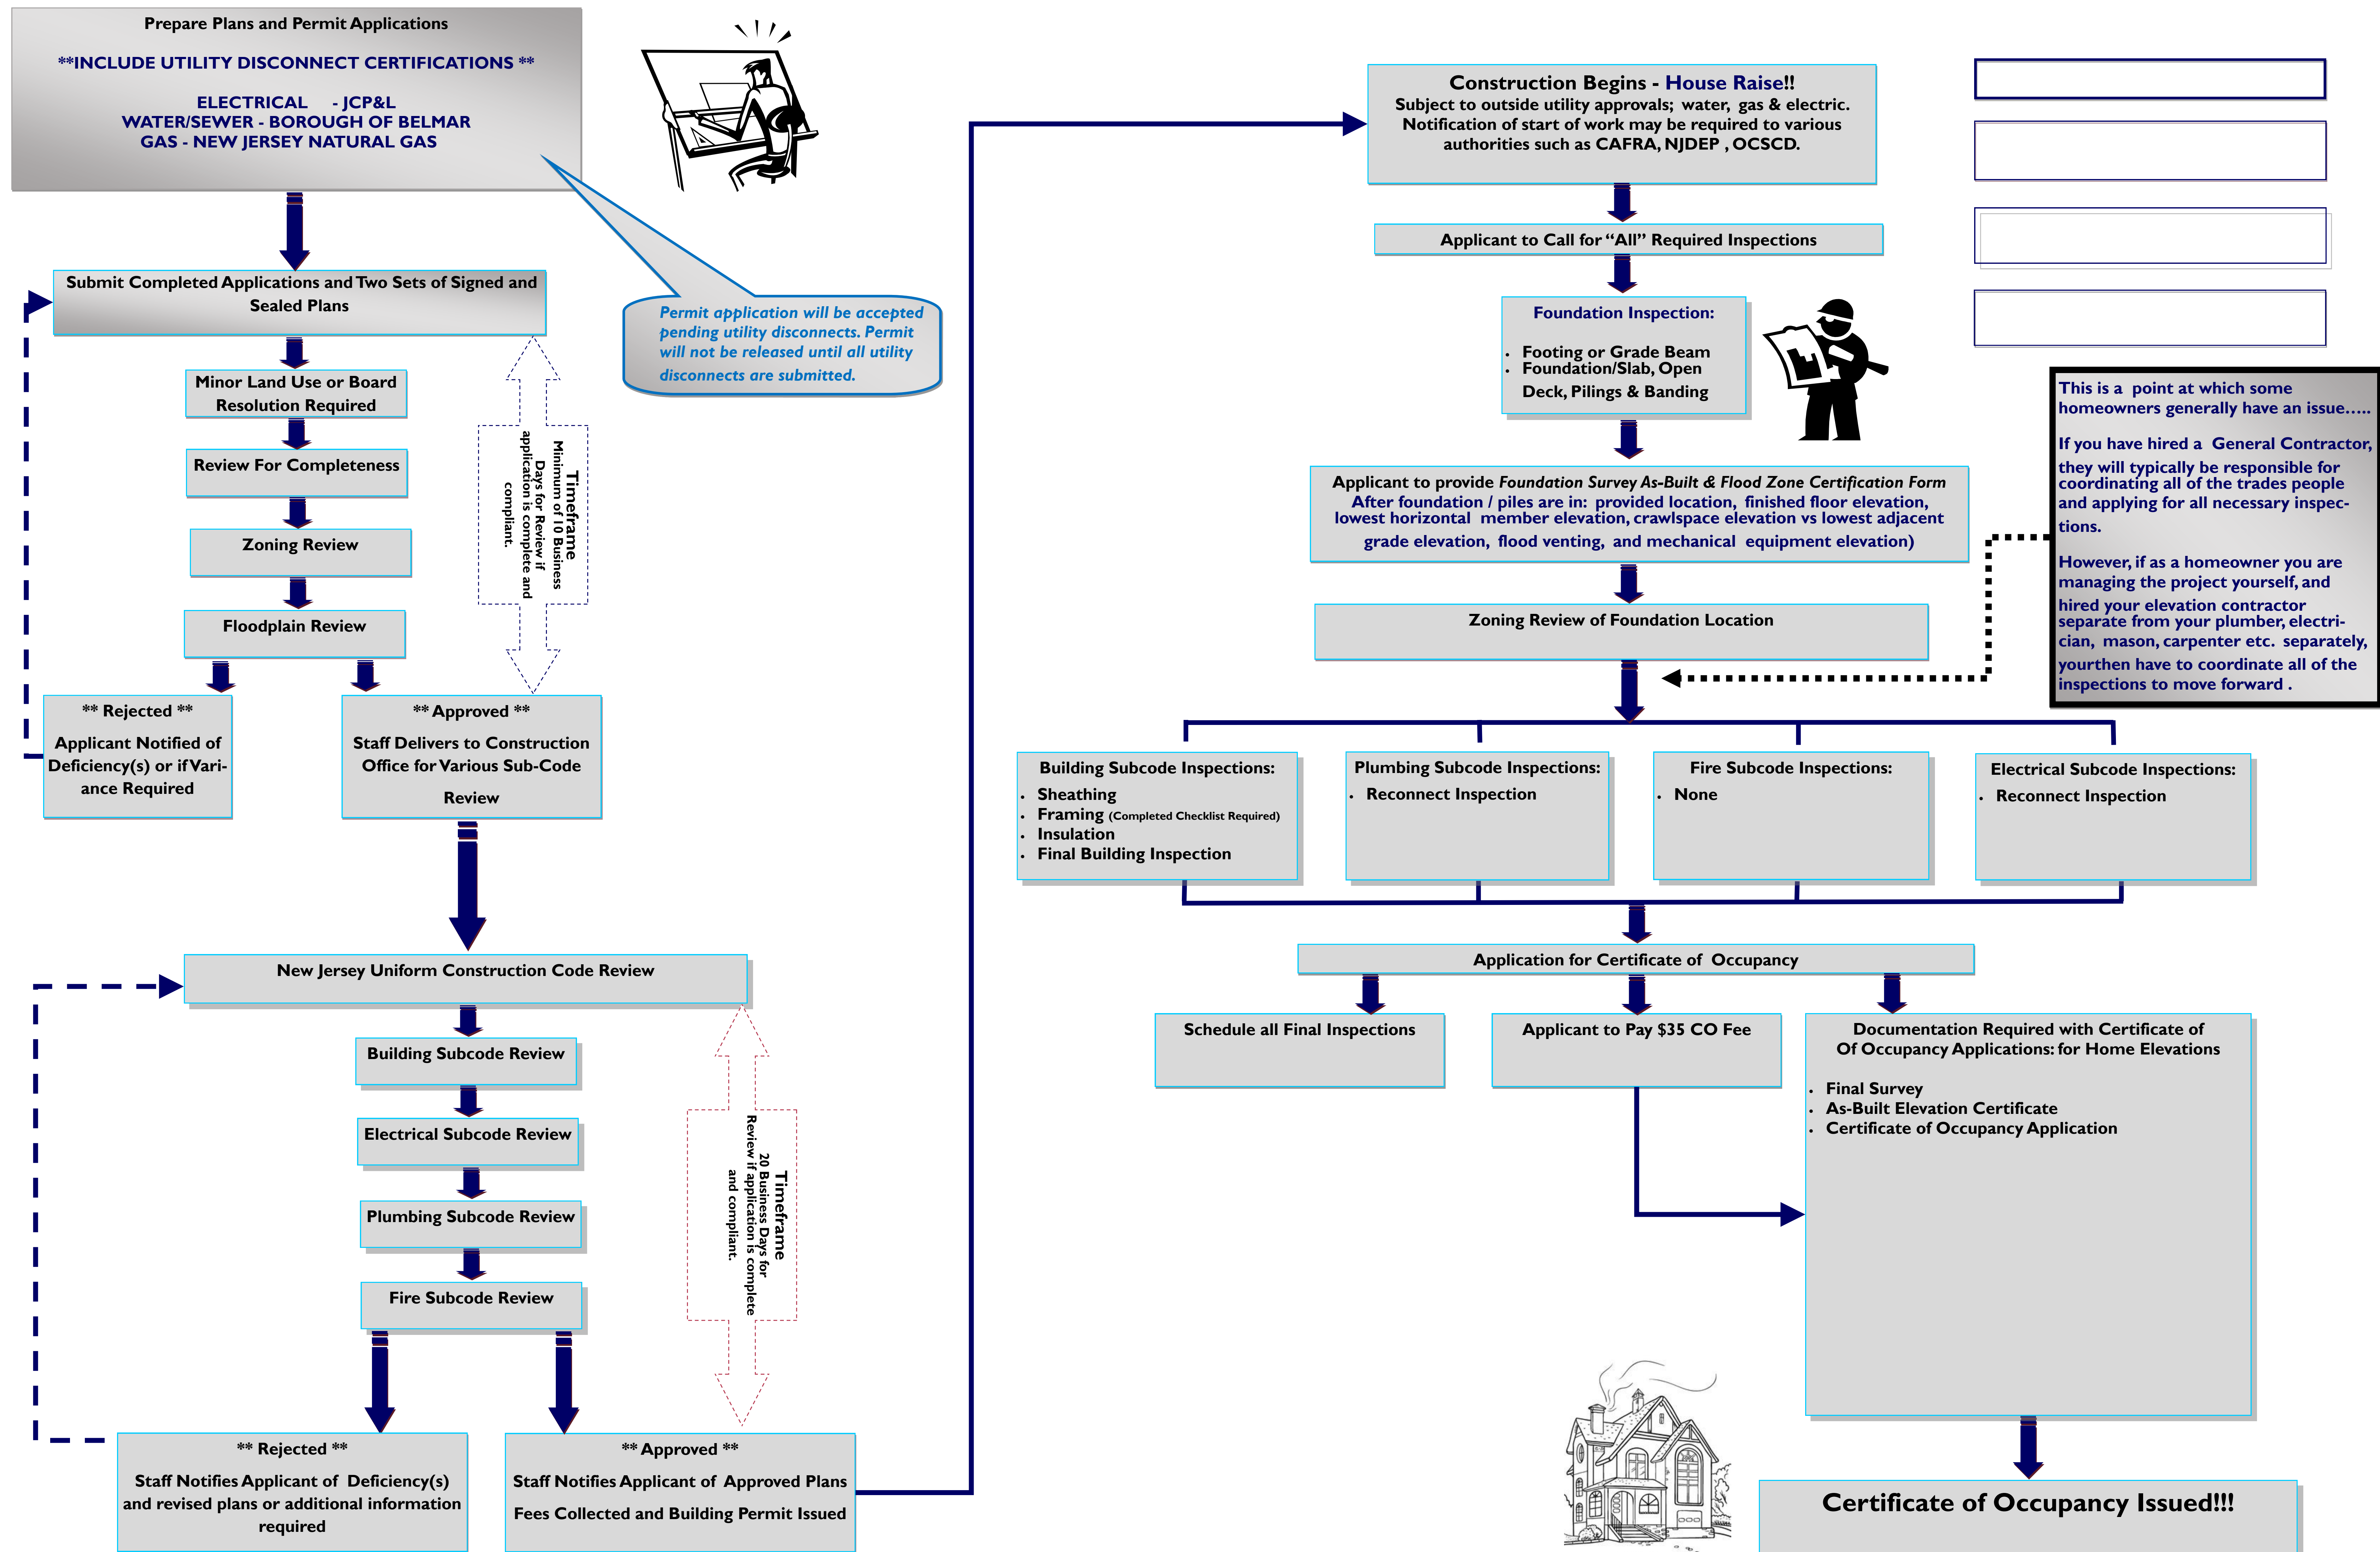 Prepare Plans and Permit Applications
**INCLUDE UTILITY DISCONNECT CERTIFICATIONS **
ELECTRICAL - JCP&L
WATER/SEWER - BOROUGH OF BELMAR
GAS - NEW JERSEY NATURAL GAS
Permit application will be accepted
pending utility disconnects. Permit
will not be released until all utility
disconnects are submitted.
Submit Completed Applications and Two Sets of Signed and
Sealed Plans
Minor Land Use or Board
Resolution Required
Review For Completeness
Zoning Review
Floodplain Review
Timeframe
Minimum of 10 Business
Days for Review if
application is complete and
compliant.
** Rejected **
Applicant Notified of
Deficiency(s) or if Vari-
ance Required
** Approved **
Staff Delivers to Construction
Office for Various Sub-Code
Review
New Jersey Uniform Construction Code Review
Building Subcode Review
Electrical Subcode Review
Plumbing Subcode Review
Fire Subcode Review
Timeframe
20 Business Days for
Review if application is complete
and compliant.
** Rejected **
Staff Notifies Applicant of Deficiency(s)
and revised plans or additional information
required
** Approved **
Staff Notifies Applicant of Approved Plans
Fees Collected and Building Permit Issued
Construction Begins - House Raise!!
Subject to outside utility approvals; water, gas & electric.
Notification of start of work may be required to various
authorities such as CAFRA, NJDEP , OCSCD.
Applicant to Call for “All” Required Inspections
Foundation Inspection:
• Footing or Grade Beam
• Foundation/Slab, Open
Deck, Pilings & Banding
Applicant to provide Foundation Survey As-Built & Flood Zone Certification Form
After foundation / piles are in: provided location, finished floor elevation,
lowest horizontal member elevation, crawlspace elevation vs lowest adjacent
grade elevation, flood venting, and mechanical equipment elevation)
Zoning Review of Foundation Location
This is a point at which some
homeowners generally have an issue…..
If you have hired a General Contractor,
they will typically be responsible for
coordinating all of the trades people
and applying for all necessary inspec-
tions.
However, if as a homeowner you are
managing the project yourself, and
hired your elevation contractor
separate from your plumber, electri-
cian, mason, carpenter etc. separately,
yourthen have to coordinate all of the
inspections to move forward .
Building Subcode Inspections:
• Sheathing
• Framing (Completed Checklist Required)
• Insulation
• Final Building Inspection
Plumbing Subcode Inspections:
• Reconnect Inspection
Fire Subcode Inspections:
• None
Electrical Subcode Inspections:
• Reconnect Inspection
Application for Certificate of Occupancy
Schedule all Final Inspections
Applicant to Pay $35 CO Fee
Documentation Required with Certificate of
Of Occupancy Applications: for Home Elevations
• Final Survey
• As-Built Elevation Certificate
• Certificate of Occupancy Application
Certificate of Occupancy Issued!!!